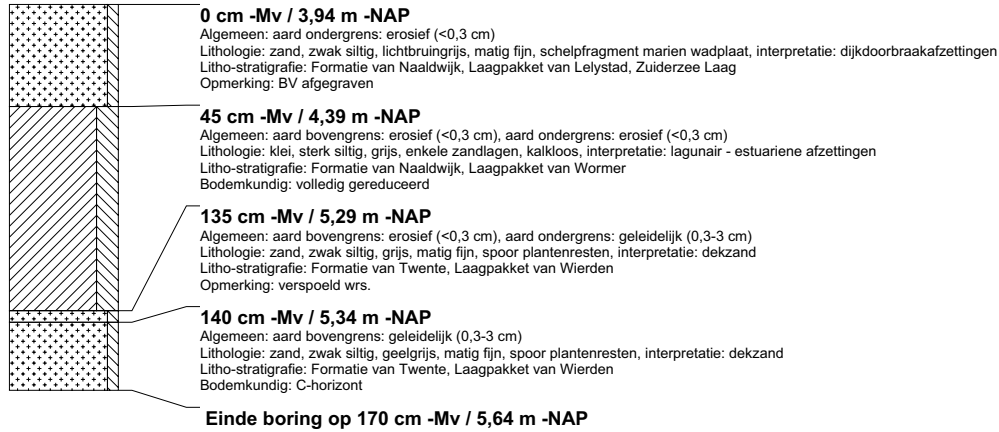 0 cm -Mv / 3,94 m -NAP
Algemeen: aard ondergrens: erosief (<0,3 cm)
Lithologie: zand, zwak siltig, lichtbruingrijs, matig fijn, schelpfragment marien wadplaat, interpretatie: dijkdoorbraakafzettingen
Litho-stratigrafie: Formatie van Naaldwijk, Laagpakket van Lelystad, Zuiderzee Laag
Opmerking: BV afgegraven
45 cm -Mv / 4,39 m -NAP
Algemeen: aard bovengrens: erosief (<0,3 cm), aard ondergrens: erosief (<0,3 cm)
Lithologie: klei, sterk siltig, grijs, enkele zandlagen, kalkloos, interpretatie: lagunair - estuariene afzettingen
Litho-stratigrafie: Formatie van Naaldwijk, Laagpakket van Wormer
Bodemkundig: volledig gereduceerd
135 cm -Mv / 5,29 m -NAP
Algemeen: aard bovengrens: erosief (<0,3 cm), aard ondergrens: geleidelijk (0,3-3 cm)
Lithologie: zand, zwak siltig, grijs, matig fijn, spoor plantenresten, interpretatie: dekzand
Litho-stratigrafie: Formatie van Twente, Laagpakket van Wierden
Opmerking: verspoeld wrs.
140 cm -Mv / 5,34 m -NAP
Algemeen: aard bovengrens: geleidelijk (0,3-3 cm)
Lithologie: zand, zwak siltig, geelgrijs, matig fijn, spoor plantenresten, interpretatie: dekzand
Litho-stratigrafie: Formatie van Twente, Laagpakket van Wierden
Bodemkundig: C-horizont
Einde boring op 170 cm -Mv / 5,64 m -NAP